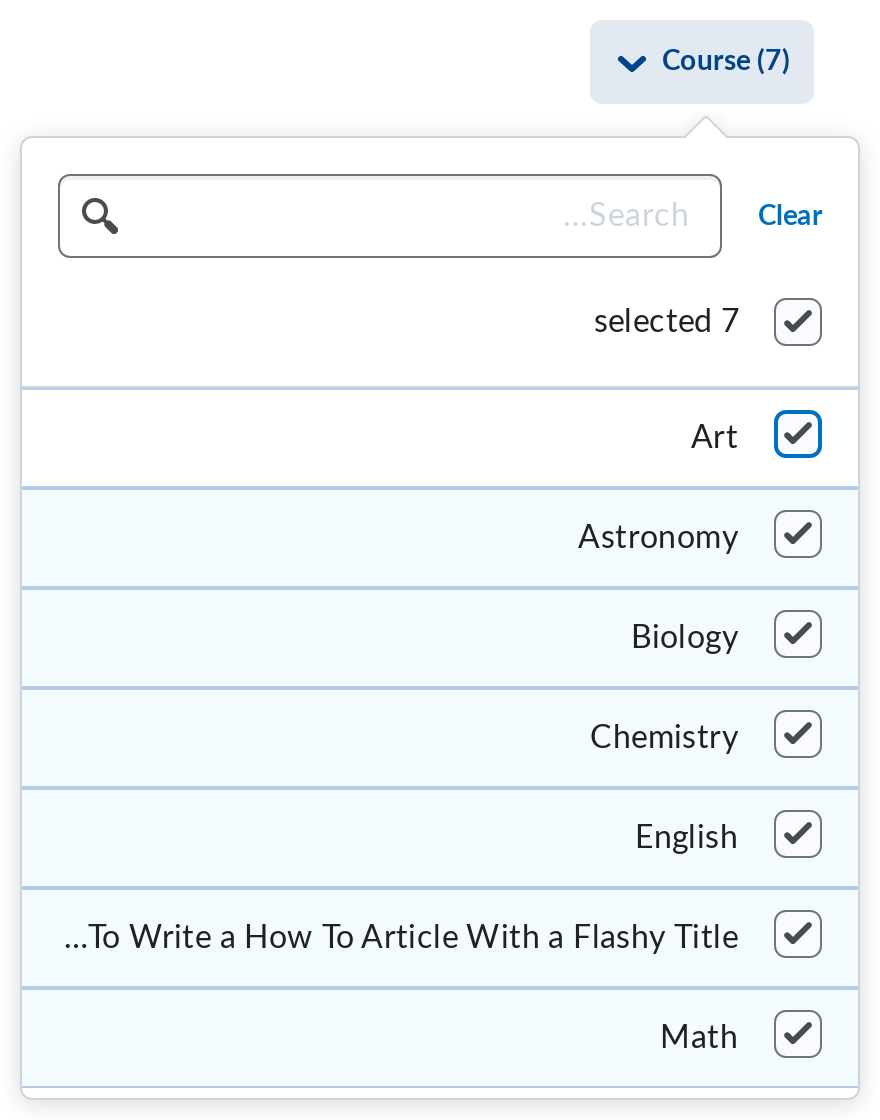 Course (7)
...Search
Clear
selected 7
Art
Astronomy
Biology
Chemistry
English
...To Write a How To Article With a Flashy Title
Math